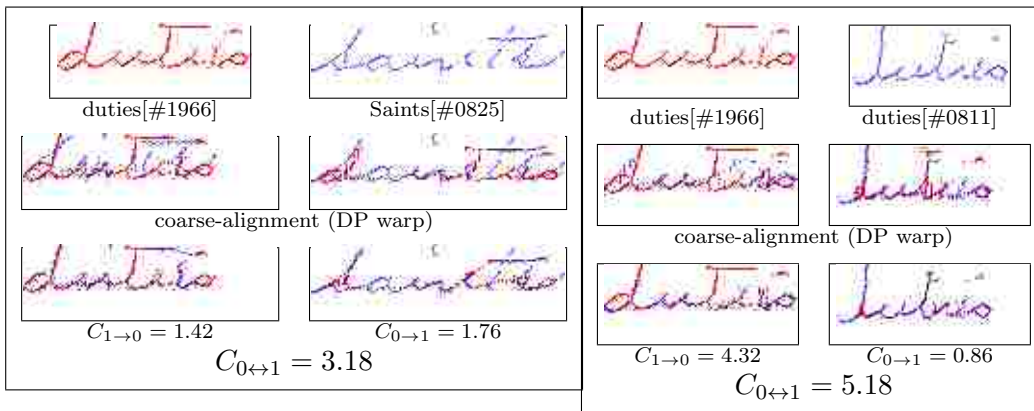 duties[#1966]
Saints[#0825]
coarse-alignment (DP warp)
C₁→₀ = 1.42
C₀→₁ = 1.76
C₀↔₁ = 3.18
duties[#1966]
duties[#0811]
coarse-alignment (DP warp)
C₁→₀ = 4.32
C₀→₁ = 0.86
C₀↔₁ = 5.18